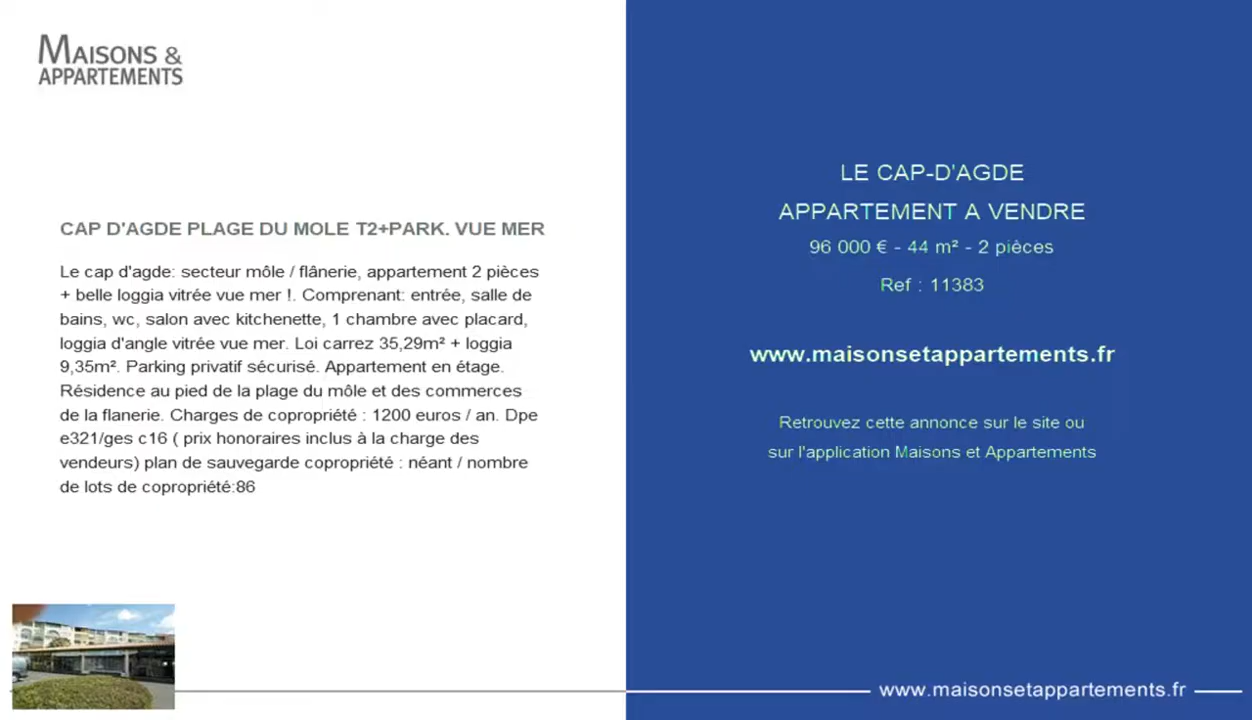 MAISONS &
APPARTEMENTS
CAP D'AGDE PLAGE DU MOLE T2+PARK. VUE MER
Le cap d'agde: secteur môle / flânerie, appartement 2 pièces
+ belle loggia vitrée vue mer !. Comprenant: entrée, salle de
bains, wc, salon avec kitchenette, 1 chambre avec placard,
loggia d'angle vitrée vue mer. Loi carrez 35,29m² + loggia
9,35m². Parking privatif sécurisé. Appartement en étage.
Résidence au pied de la plage du môle et des commerces
de la flanerie. Charges de copropriété : 1200 euros / an. Dpe
e321/ges c16 ( prix honoraires inclus à la charge des
vendeurs) plan de sauvegarde copropriété : néant / nombre
de lots de copropriété:86
LE CAP-D'AGDE
APPARTEMENT A VENDRE
96 000 € - 44 m² - 2 pièces
Ref : 11383
www.maisonsetappartements.fr
Retrouvez cette annonce sur le site ou
sur l'application Maisons et Appartements
www.maisonsetappartements.fr